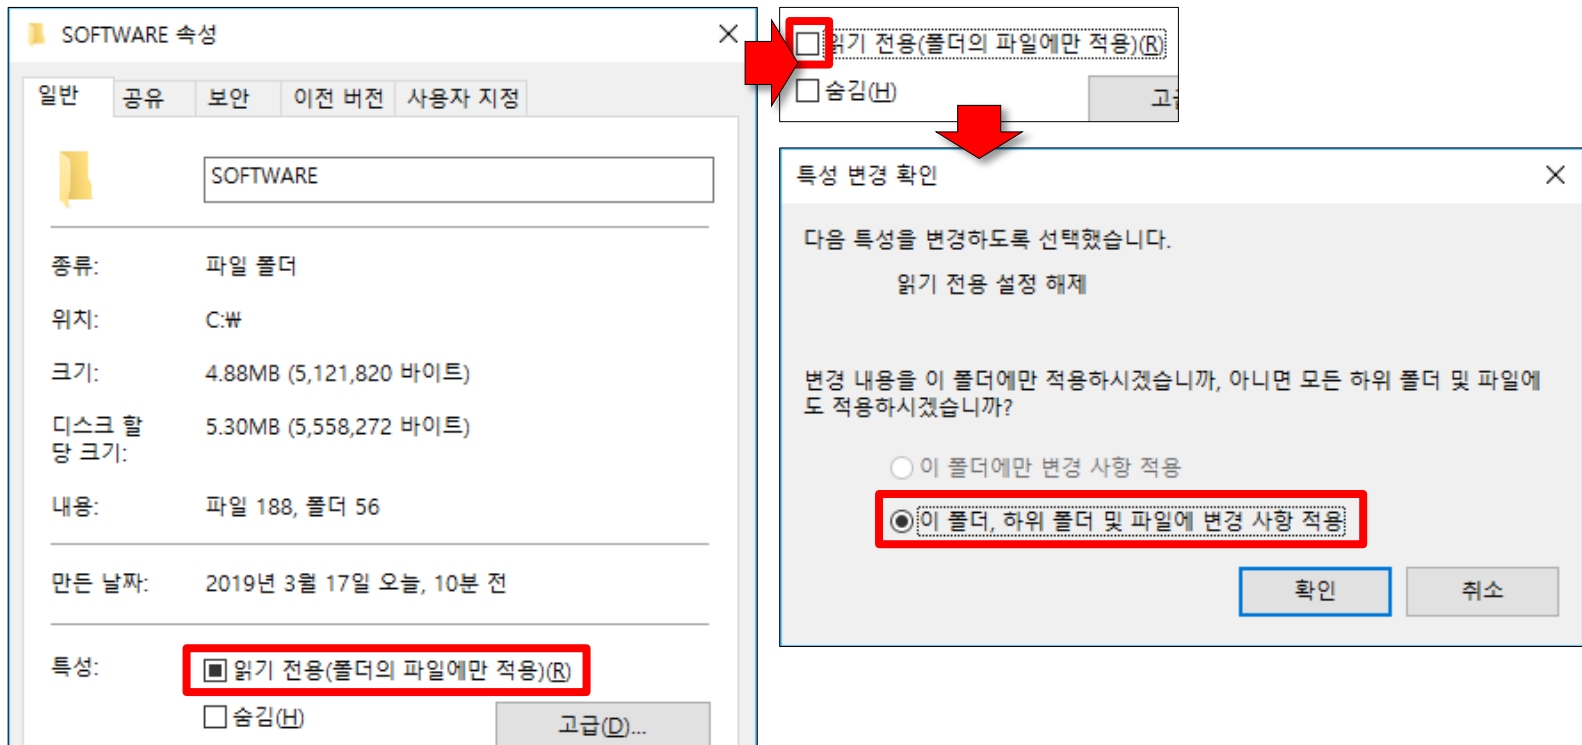 SOFTWARE 속성
일반 공유 보안 이전 버전 사용자 지정
SOFTWARE
종류: 파일 폴더
위치: C:₩
크기: 4.88MB (5,121,820 바이트)
디스크 할 5.30MB (5,558,272 바이트)
당 크기:
내용: 파일 188, 폴더 56
만든 날짜: 2019년 3월 17일 오늘, 10분 전
특성: 읽기 전용(폴더의 파일에만 적용)(R)
숨김(H) 고급(D)...
읽기 전용(폴더의 파일에만 적용)(R)
숨김(H)
특성 변경 확인
다음 특성을 변경하도록 선택했습니다.
읽기 전용 설정 해제
변경 내용을 이 폴더에만 적용하시겠습니까, 아니면 모든 하위 폴더 및 파일에
도 적용하시겠습니까?
이 폴더에만 변경 사항 적용
이 폴더, 하위 폴더 및 파일에 변경 사항 적용
확인 취소